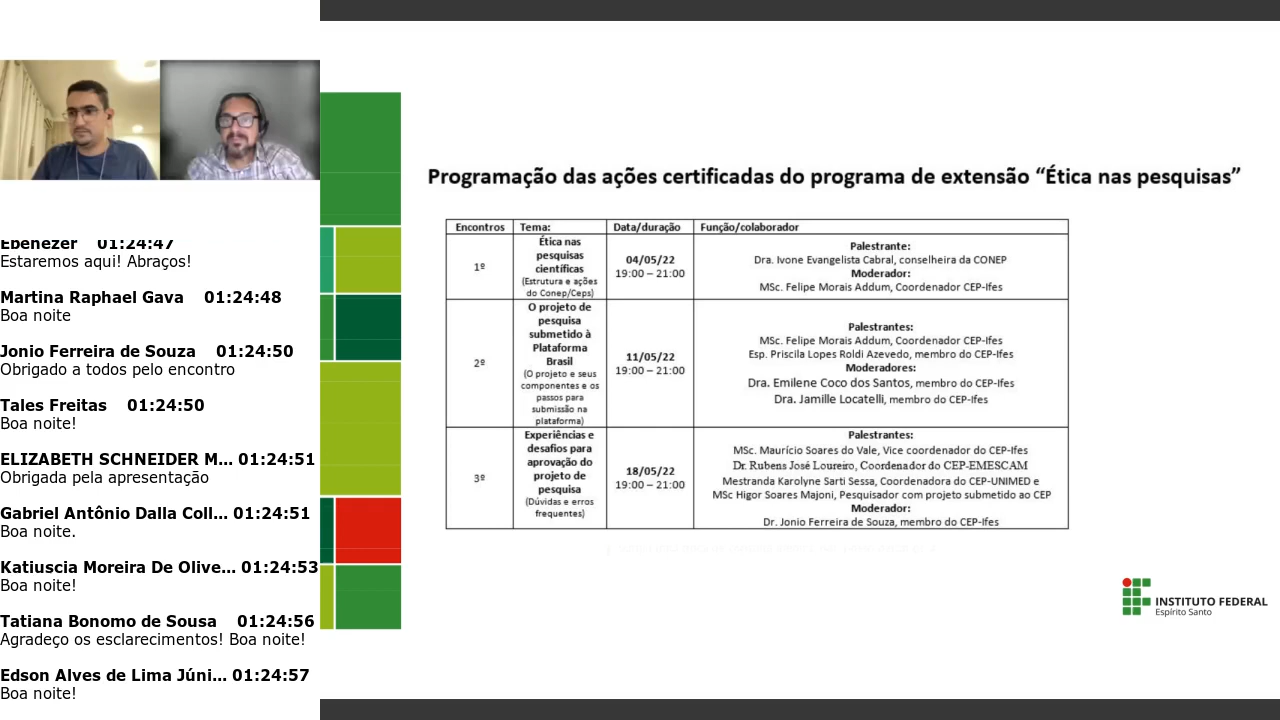 Ebenezer 01:24:47
Estaremos aqui! Abraços!
Martina Raphael Gava 01:24:48
Boa noite
Jonio Ferreira de Souza 01:24:50
Obrigado a todos pelo encontro
Tales Freitas 01:24:50
Boa noite!
ELIZABETH SCHNEIDER M... 01:24:51
Obrigada pela apresentação
Gabriel Antônio Dalla Coll... 01:24:51
Boa noite.
Katiuscia Moreira De Olive... 01:24:53
Boa noite!
Tatiana Bonomo de Sousa 01:24:56
Agradeço os esclarecimentos! Boa noite!
Edson Alves de Lima Júni... 01:24:57
Boa noite!
Programação das ações certificadas do programa de extensão “Ética nas pesquisas”
Encontros Tema: Data/duração Função/colaborador
1º
Ética nas
pesquisas
científicas
(Estrutura e ações
do Conep/Ceps)
04/05/22
19:00 – 21:00
Palestrante:
Dra. Ivone Evangelista Cabral, conselheira da CONEP
Moderador:
MSc. Felipe Morais Addum, Coordenador CEP-Ifes
2º
O projeto de
pesquisa
submetido à
Plataforma
Brasil
(O projeto e seus
componentes e os
passos para
submissão na
plataforma)
11/05/22
19:00 – 21:00
Palestrantes:
MSc. Felipe Morais Addum, Coordenador CEP-Ifes
Esp. Priscila Lopes Roldi Azevedo, membro do CEP-Ifes
Moderadores:
Dra. Emilene Coco dos Santos, membro do CEP-Ifes
Dra. Jamille Locatelli, membro do CEP-Ifes
3º
Experiências e
desafios para
aprovação do
projeto de
pesquisa
(Dúvidas e erros
frequentes)
18/05/22
19:00 – 21:00
Palestrantes:
MSc. Maurício Soares do Vale, Vice coordenador do CEP-Ifes
Dr. Rubens José Loureiro, Coordenador do CEP-EMESCAM
Mestranda Karolyne Sarti Sessa, Coordenadora do CEP-UNIMED e
MSc Higor Soares Majoni, Pesquisador com projeto submetido ao CEP
Moderador:
Dr. Jonio Ferreira de Souza, membro do CEP-Ifes
INSTITUTO FEDERAL
Espírito Santo